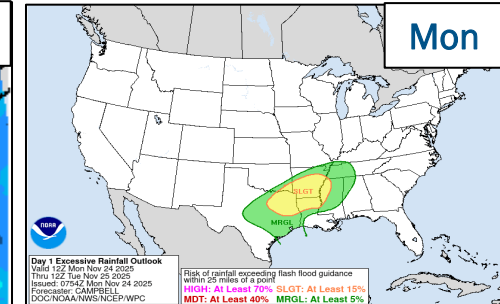 Mon
SLGT
MRGL
NOAA
Day 1 Excessive Rainfall Outlook
Valid 12Z Mon Nov 24 2025
Thru 12Z Tue Nov 25 2025
Issued: 0754Z Mon Nov 24 2025
Forecaster: CAMPBELL
DOC/NOAA/NWS/NCEP/WPC
Risk of rainfall exceeding flash flood guidance
within 25 miles of a point
HIGH: At Least 70% SLGT: At Least 15%
MDT: At Least 40% MRGL: At Least 5%